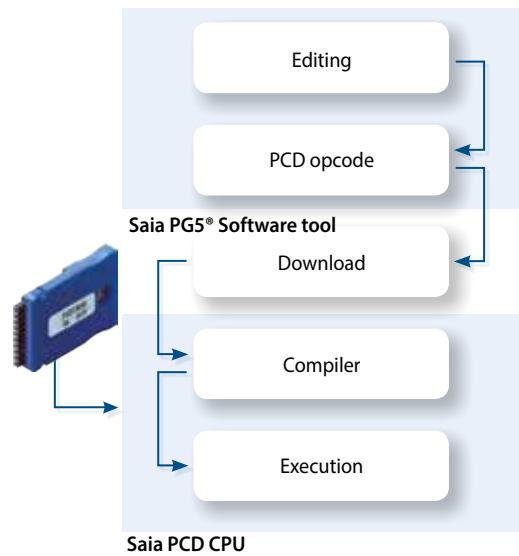 Editing
PCD opcode
Saia PG5® Software tool
Download
Compiler
Execution
Saia PCD CPU